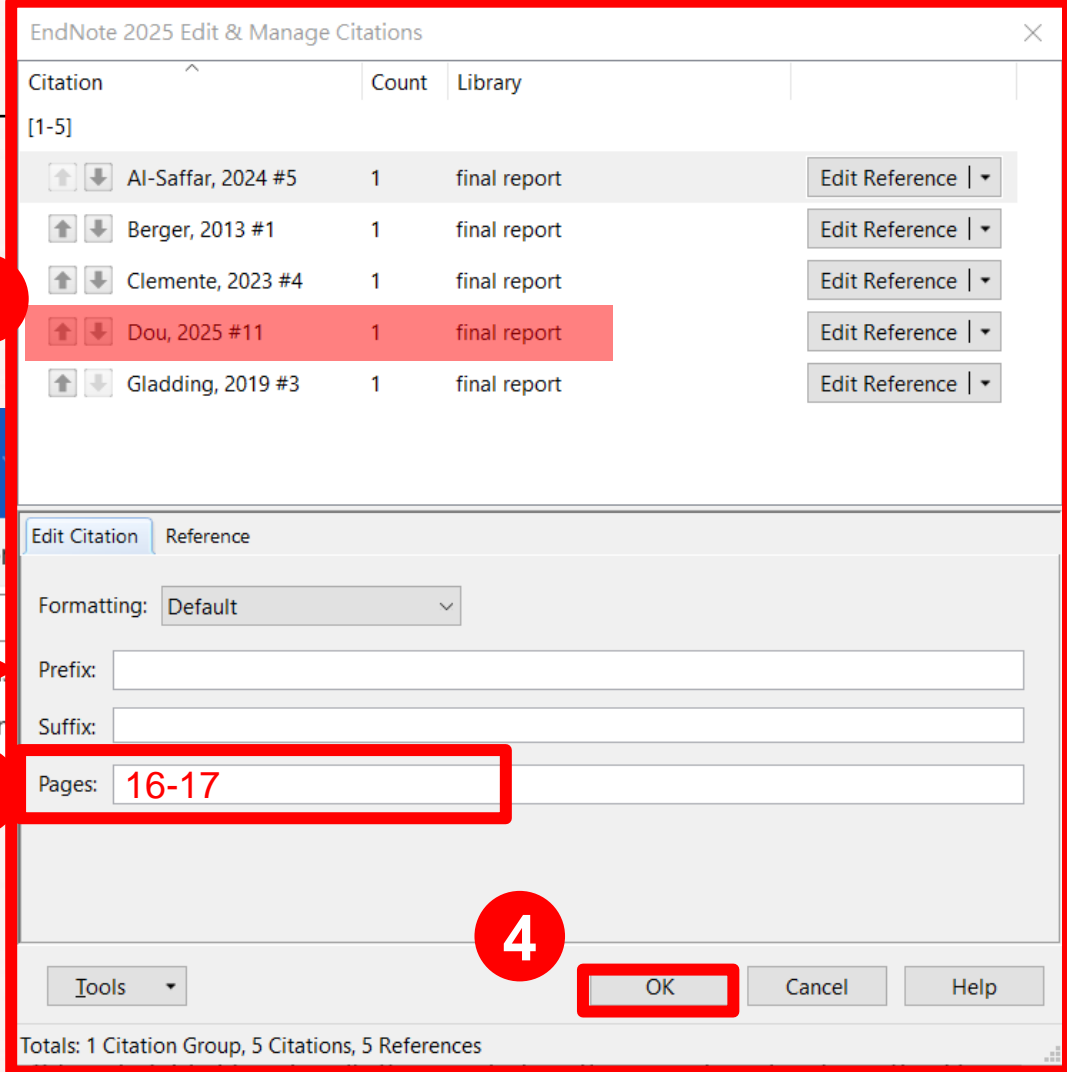 EndNote 2025 Edit & Manage Citations
Citation Count Library
[1-5]
Al-Saffar, 2024 #5 1 final report Edit Reference
Berger, 2013 #1 1 final report Edit Reference
Clemente, 2023 #4 1 final report Edit Reference
Dou, 2025 #11 1 final report Edit Reference
Gladding, 2019 #3 1 final report Edit Reference
Edit Citation Reference
Formatting: Default
Prefix:
Suffix:
Pages: 16-17
4
Tools OK Cancel Help
Totals: 1 Citation Group, 5 Citations, 5 References